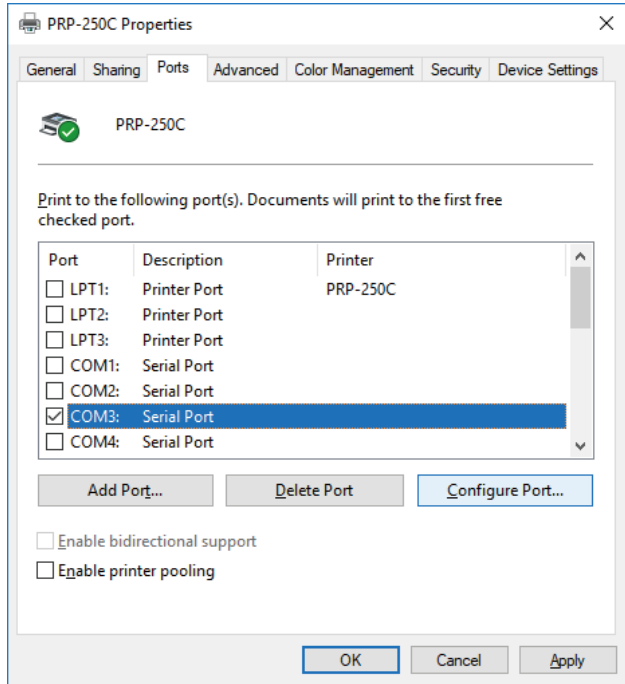 PRP-250C Properties
General Sharing Ports Advanced Color Management Security Device Settings
PRP-250C
Print to the following port(s). Documents will print to the first free
checked port.
Port Description Printer
LPT1: Printer Port PRP-250C
LPT2: Printer Port
LPT3: Printer Port
COM1: Serial Port
COM2: Serial Port
COM3: Serial Port
COM4: Serial Port
Add Port... Delete Port Configure Port...
Enable bidirectional support
Enable printer pooling
OK Cancel Apply